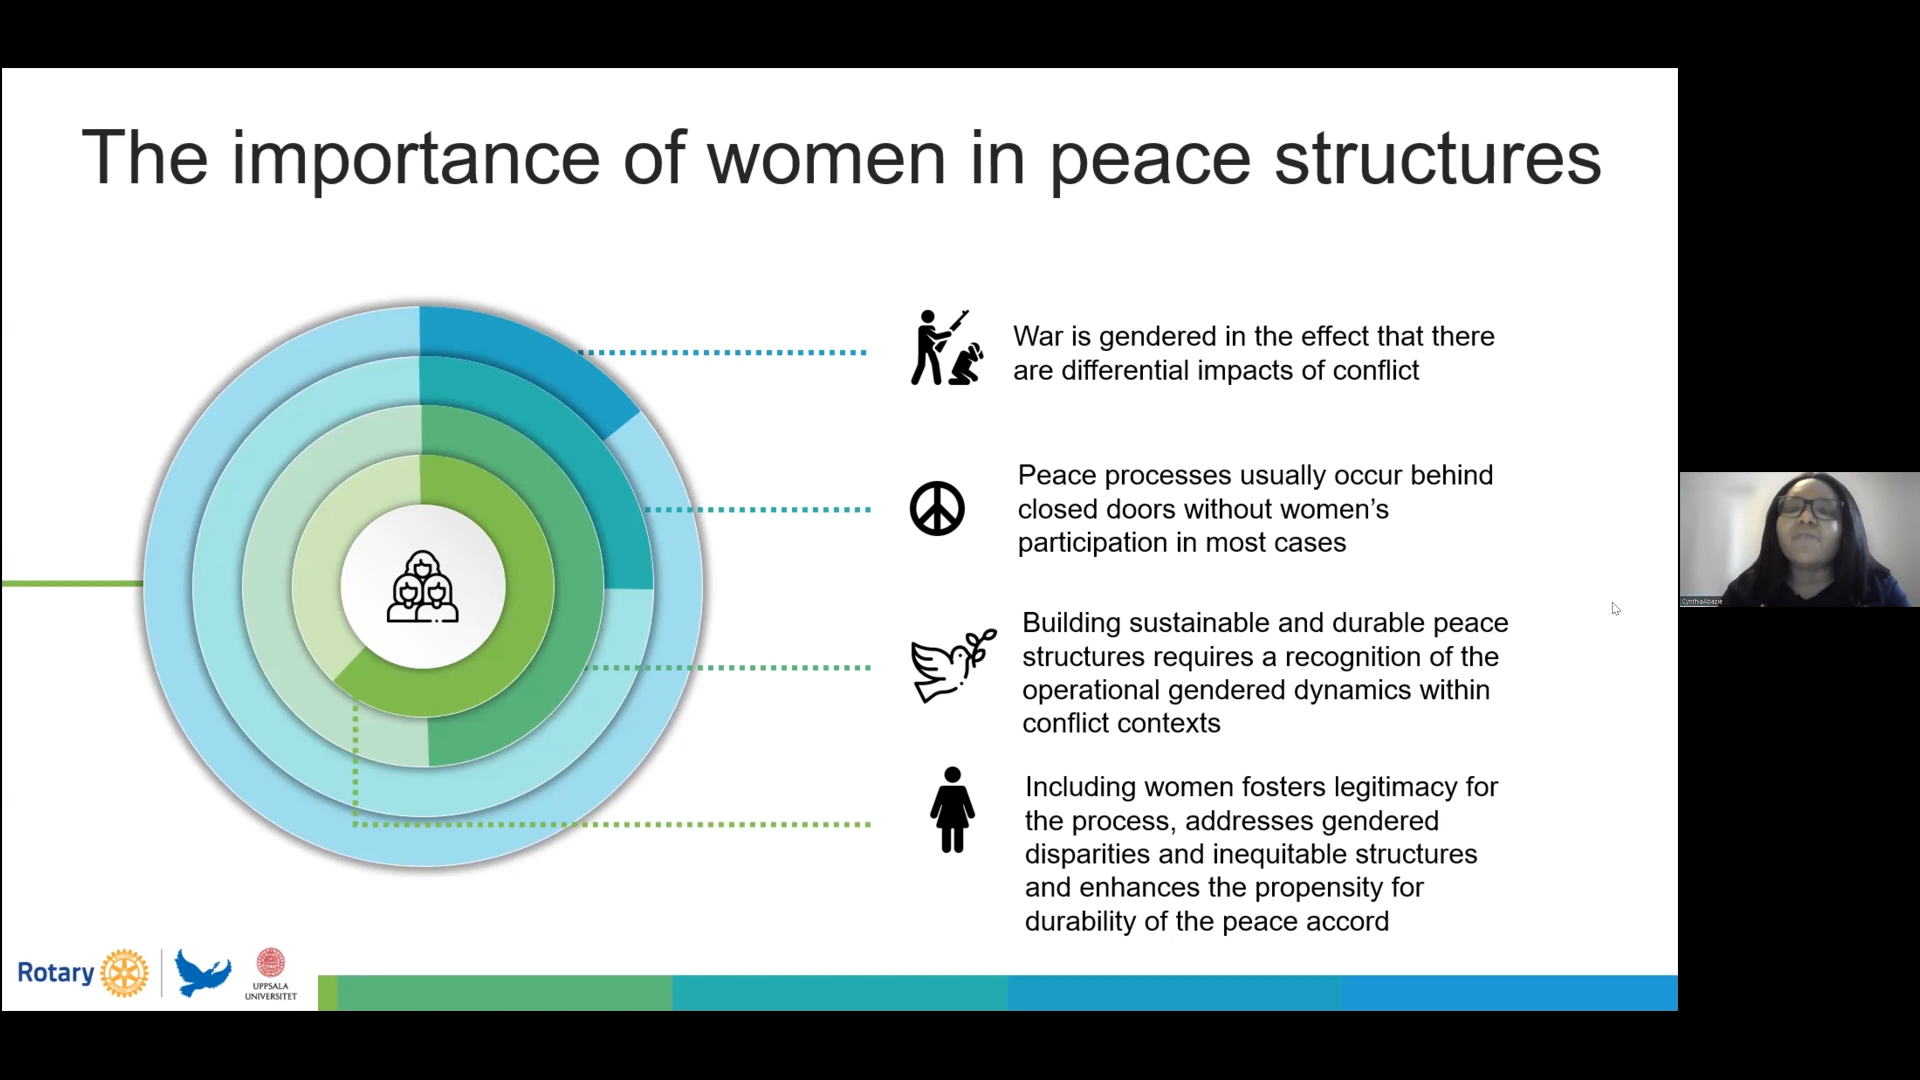 The importance of women in peace structures
War is gendered in the effect that there
are differential impacts of conflict
Peace processes usually occur behind
closed doors without women’s
participation in most cases
Building sustainable and durable peace
structures requires a recognition of the
operational gendered dynamics within
conflict contexts
Including women fosters legitimacy for
the process, addresses gendered
disparities and inequitable structures
and enhances the propensity for
durability of the peace accord
CynthiaAbazie
Rotary
UPPSALA
UNIVERSITET